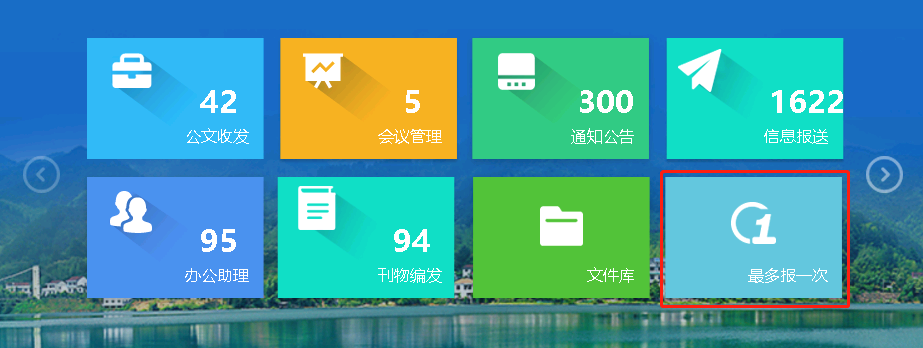 42
公文收发
5
会议管理
300
通知公告
1622
信息报送
95
办公助理
94
刊物编发
文件库
1
最多报一次